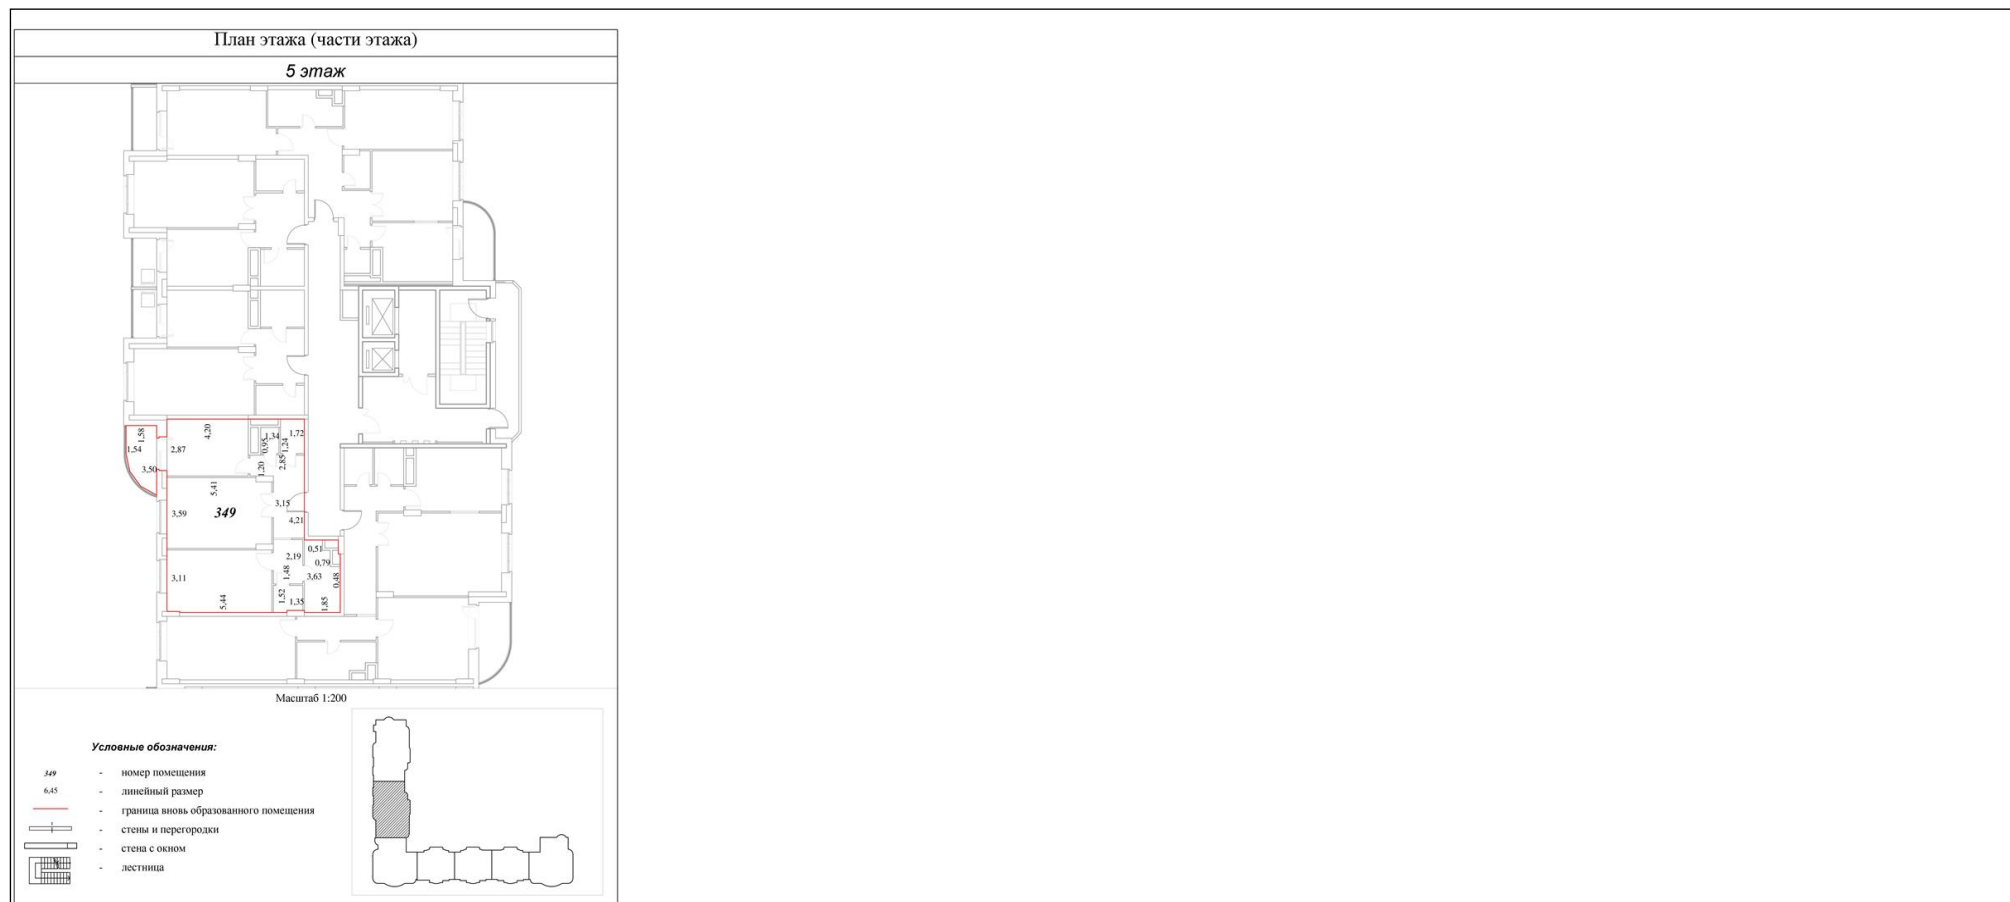 План этажа (части этажа)
5 этаж
1,58
4,20
1,34
1,72
0,95
1,24
1,54
2,87
3,50
1,20
2,85
5,41
3,15
3,59
349
4,21
0,51
2,19
0,79
3,11
1,48
3,63
0,48
5,44
1,52
1,35
1,85
Масштаб 1:200
Условные обозначения:
349 - номер помещения
6,45 - линейный размер
- граница вновь образованного помещения
- стены и перегородки
- стена с окном
- лестница